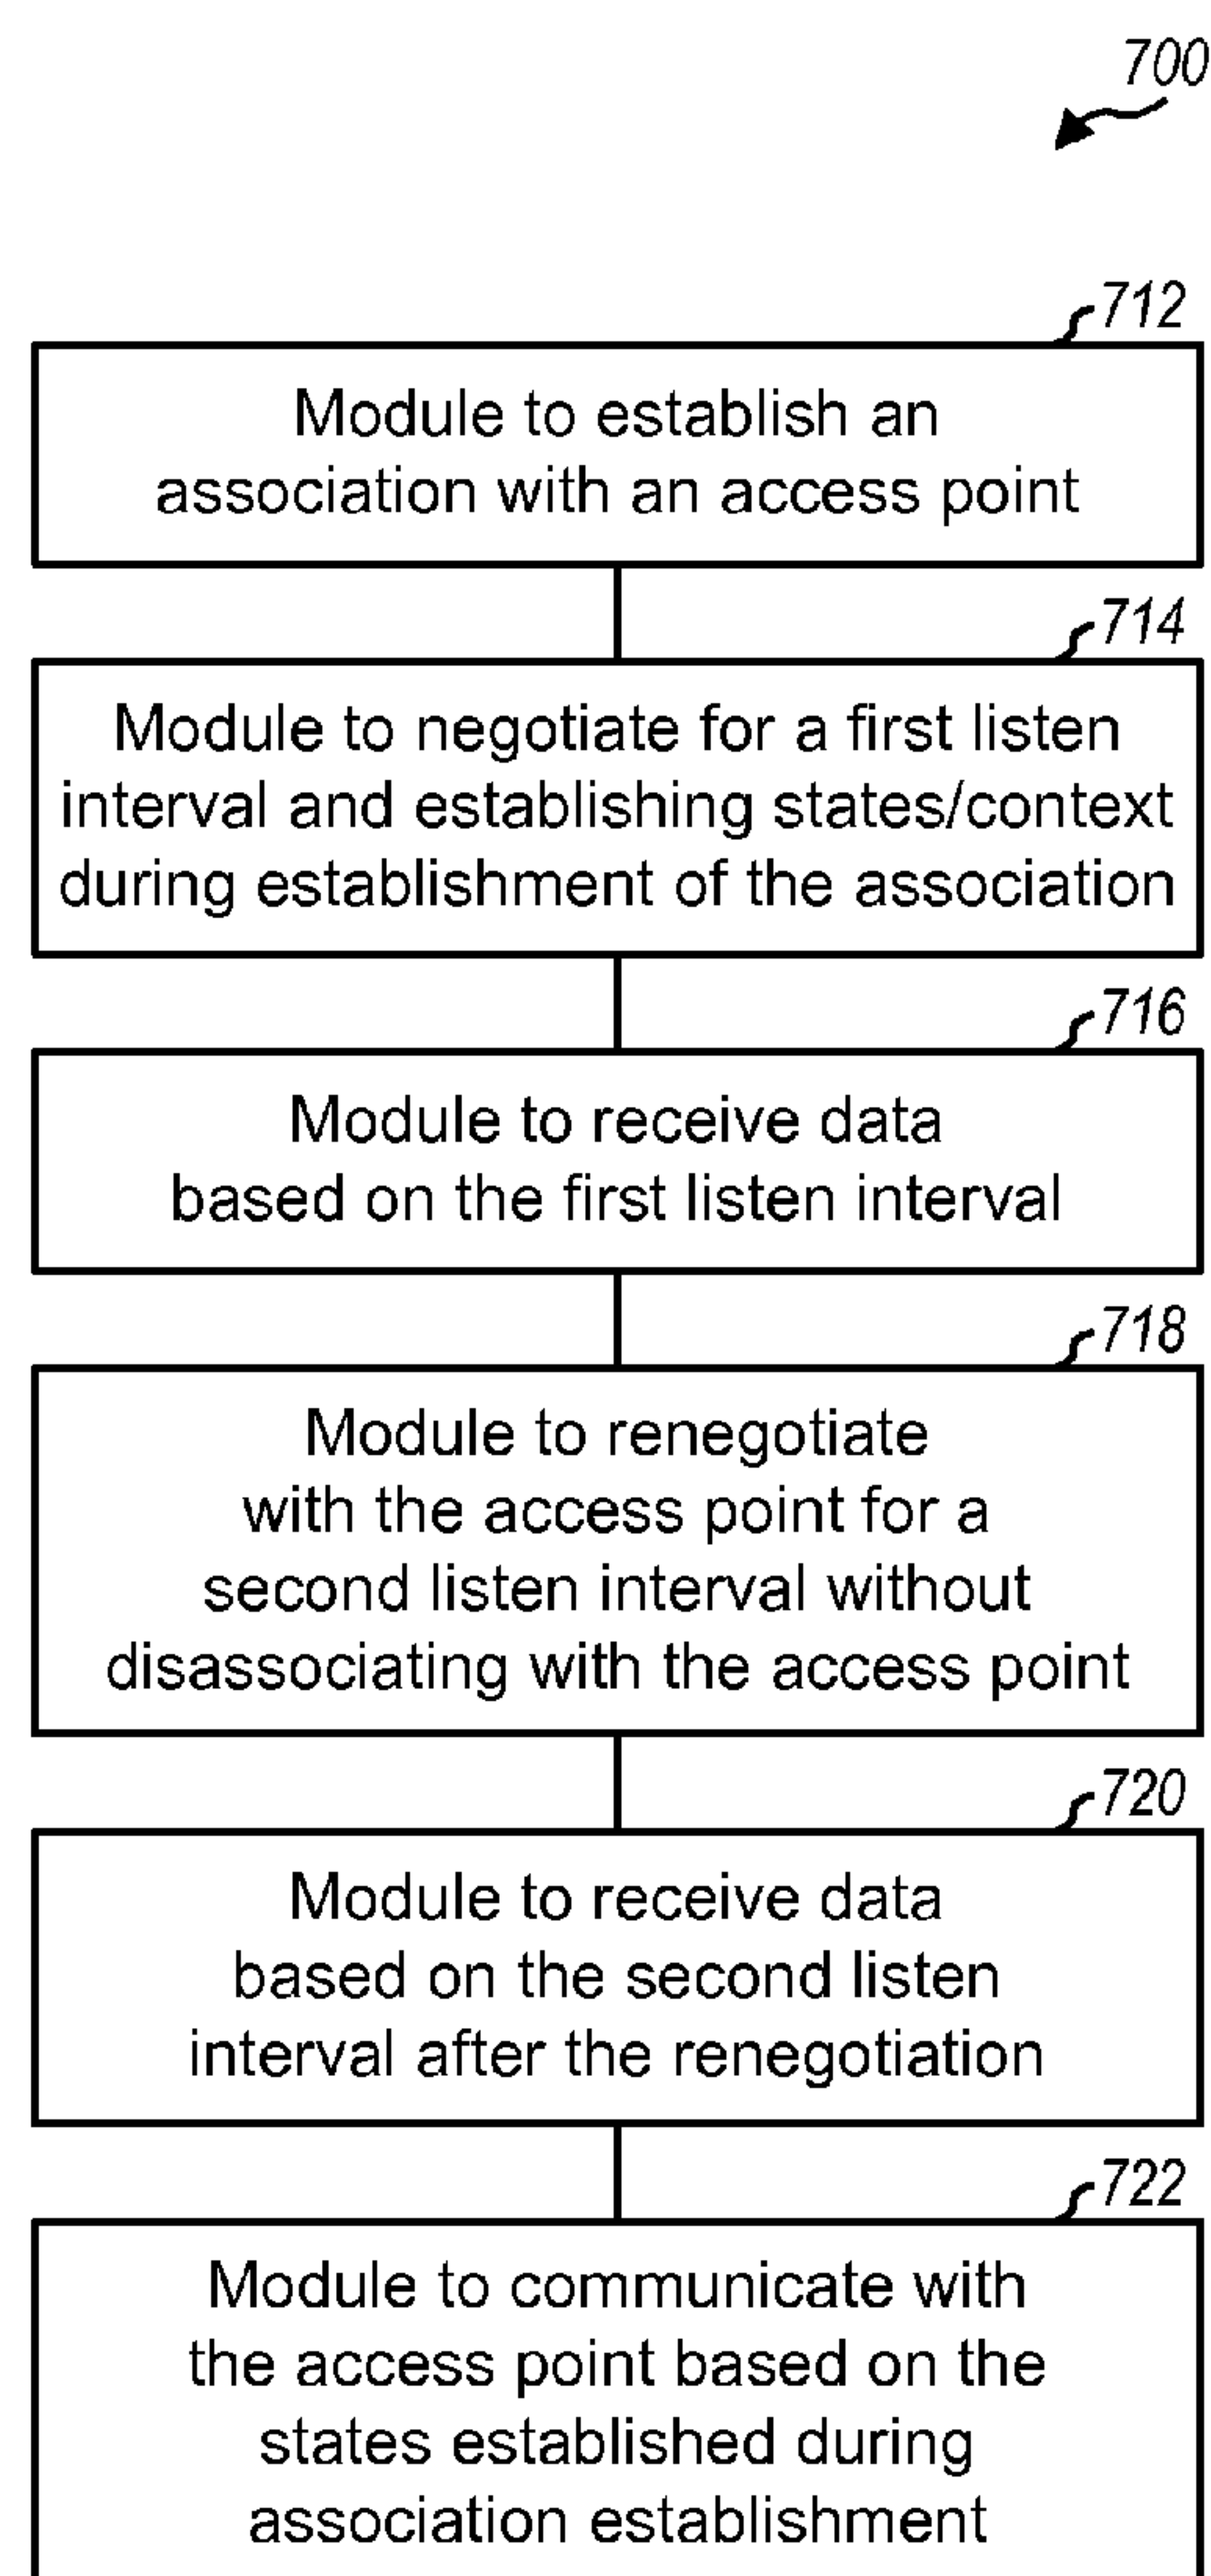 700
712
Module to establish an
association with an access point
714
Module to negotiate for a first listen
interval and establishing states/context
during establishment of the association
716
Module to receive data
based on the first listen interval
718
Module to renegotiate
with the access point for a
second listen interval without
disassociating with the access point
720
Module to receive data
based on the second listen
interval after the renegotiation
722
Module to communicate with
the access point based on the
states established during
association establishment